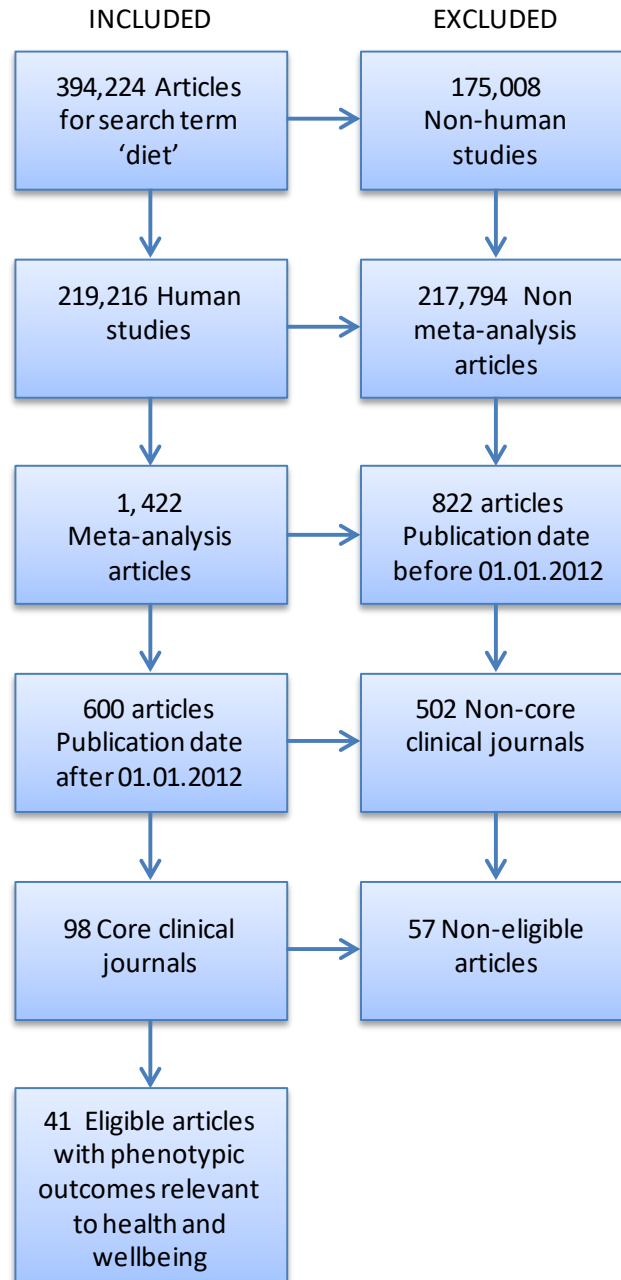 INCLUDED
EXCLUDED
394,224 Articles
for search term
‘diet’
175,008
Non-human
studies
219,216 Human
studies
217,794 Non
meta-analysis
articles
1, 422
Meta-analysis
articles
822 articles
Publication date
before 01.01.2012
600 articles
Publication date
after 01.01.2012
502 Non-core
clinical journals
98 Core clinical
journals
57 Non-eligible
articles
41 Eligible articles
with phenotypic
outcomes relevant
to health and
wellbeing